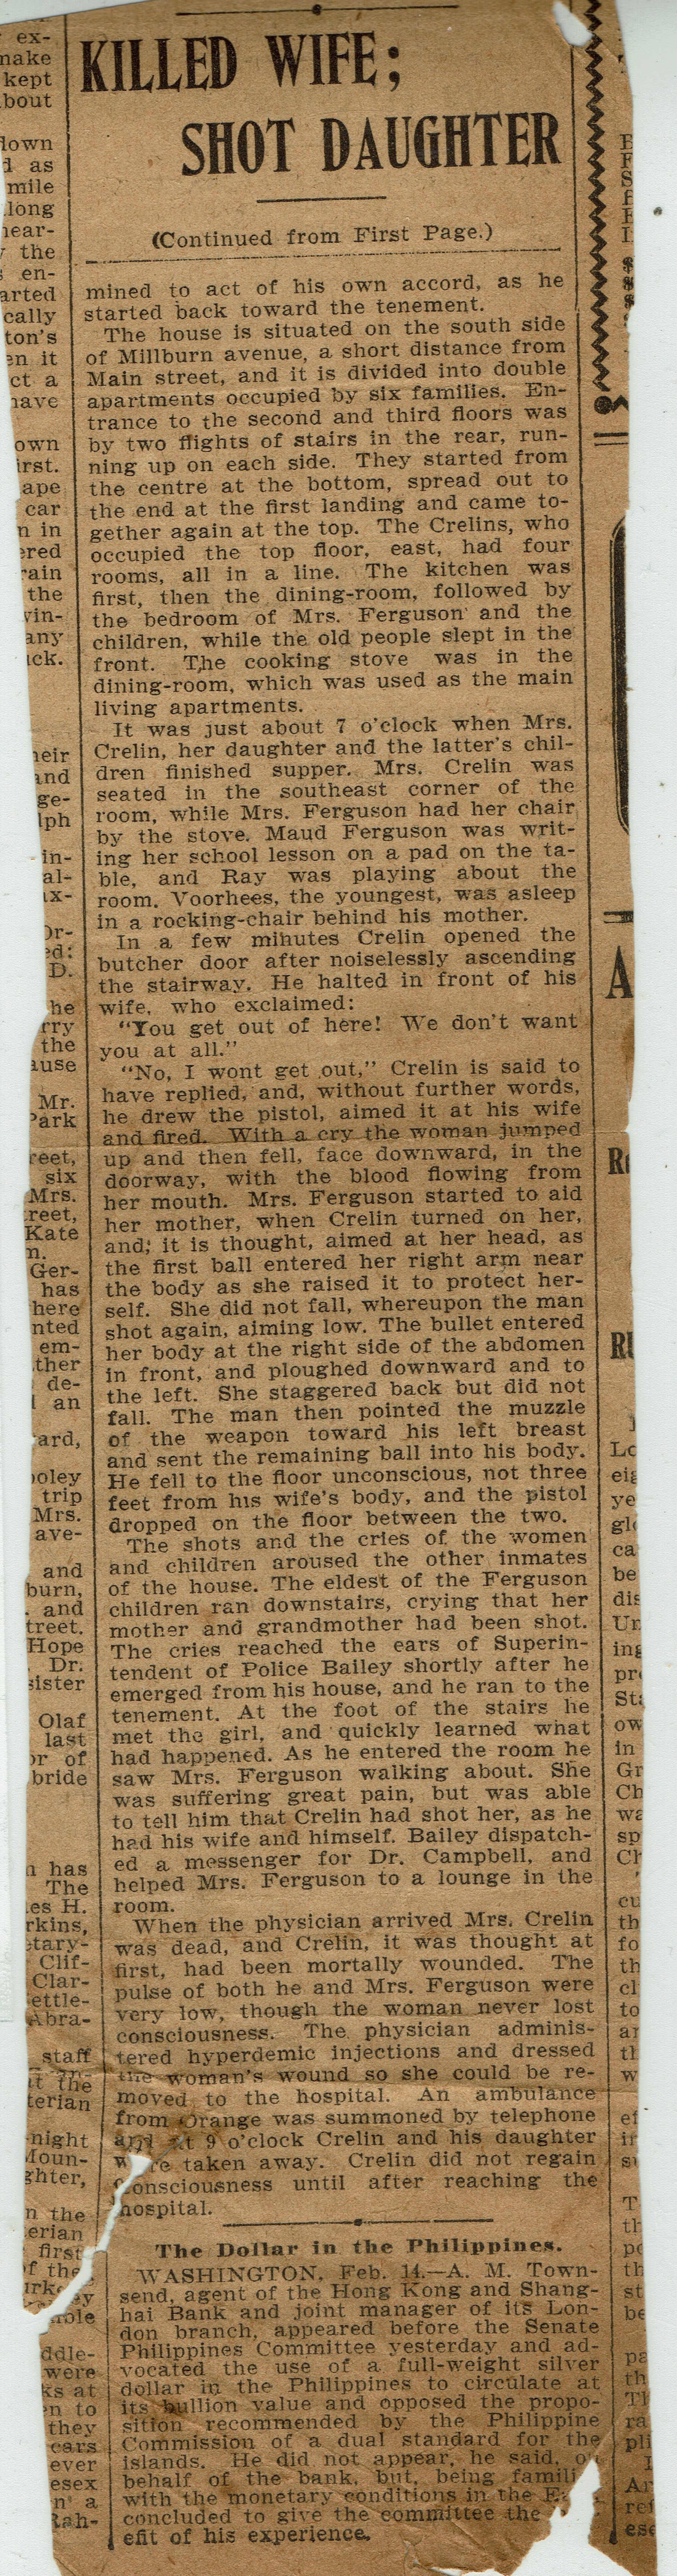 KILLED WIFE;
SHOT DAUGHTER
(Continued from First Page.)
mined to act of his own accord, as he
started back toward the tenement.
The house is situated on the south side
of Millburn avenue, a short distance from
Main street, and it is divided into double
apartments occupied by six families. En-
trance to the second and third floors was
by two flights of stairs in the rear, run-
ning up on each side. They started from
the centre at the bottom, spread out to
the end at the first landing and came to-
gether again at the top. The Crelins, who
occupied the top floor, east, had four
rooms, all in a line. The kitchen was
first, then the dining-room, followed by
the bedroom of Mrs. Ferguson and the
children, while the old people slept in the
front. The cooking stove was in the
dining-room, which was used as the main
living apartments.
It was just about 7 o'clock when Mrs.
Crelin, her daughter and the latter's chil-
dren finished supper. Mrs. Crelin was
seated in the southeast corner of the
room, while Mrs. Ferguson had her chair
by the stove. Maud Ferguson was writ-
ing her school lesson on a pad on the ta-
ble, and Ray was playing about the
room. Voorhees, the youngest, was asleep
in a rocking-chair behind his mother.
In a few minutes Crelin opened the
butcher door after noiselessly ascending
the stairway. He halted in front of his
wife, who exclaimed:
"You get out of here! We don't want
you at all."
"No, I wont get out," Crelin is said to
have replied, and, without further words,
he drew the pistol, aimed it at his wife
and fired. With a cry the woman jumped
up and then fell, face downward, in the
doorway, with the blood flowing from
her mouth. Mrs. Ferguson started to aid
her mother, when Crelin turned on her,
and; it is thought, aimed at her head, as
the first ball entered her right arm near
the body as she raised it to protect her-
self. She did not fall, whereupon the man
shot again, aiming low. The bullet entered
her body at the right side of the abdomen
in front, and ploughed downward and to
the left. She staggered back but did not
fall. The man then pointed the muzzle
of the weapon toward his left breast
and sent the remaining ball into his body.
He fell to the floor unconscious, not three
feet from his wife's body, and the pistol
dropped on the floor between the two.
The shots and the cries of the women
and children aroused the other inmates
of the house. The eldest of the Ferguson
children ran downstairs, crying that her
mother and grandmother had been shot.
The cries reached the ears of Superin-
tendent of Police Bailey shortly after he
emerged from his house, and he ran to the
tenement. At the foot of the stairs he
met the girl, and quickly learned what
had happened. As he entered the room he
saw Mrs. Ferguson walking about. She
was suffering great pain, but was able
to tell him that Crelin had shot her, as he
had his wife and himself. Bailey dispatch-
ed a messenger for Dr. Campbell, and
helped Mrs. Ferguson to a lounge in the
room.
When the physician arrived Mrs. Crelin
was dead, and Crelin, it was thought at
first, had been mortally wounded. The
pulse of both he and Mrs. Ferguson were
very low, though the woman never lost
consciousness. The physician adminis-
tered hyperdemic injections and dressed
the woman's wound so she could be re-
moved to the hospital. An ambulance
from Orange was summoned by telephone
and at 9 o'clock Crelin and his daughter
were taken away. Crelin did not regain
consciousness until after reaching the
hospital.
The Dollar in the Philippines.
WASHINGTON, Feb. 14.—A. M. Town-
send, agent of the Hong Kong and Shang-
hai Bank and joint manager of its Lon-
don branch, appeared before the Senate
Philippines Committee yesterday and ad-
vocated the use of a full-weight silver
dollar in the Philippines to circulate at
its bullion value and opposed the propo-
sition recommended by the Philippine
Commission of a dual standard for the
islands. He did not appear, he said, o
behalf of the bank, but, being famili
with the monetary conditions in the E
concluded to give the committee the
efit of his experience.